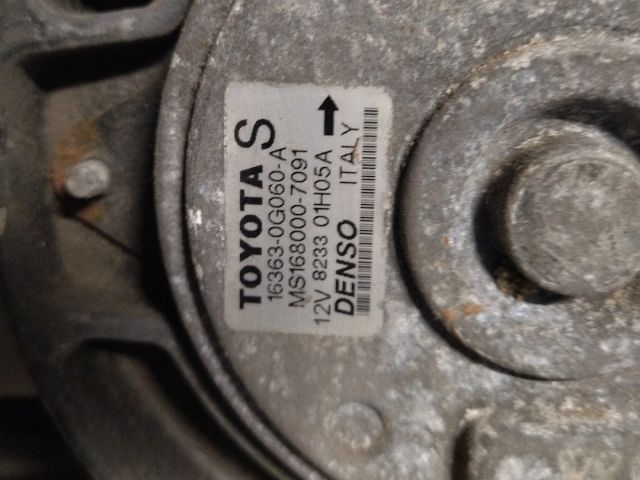 TOYOTA S
16363-0G060-A
MS168000-7091
12V 8233 01H05A
DENSO ITALY